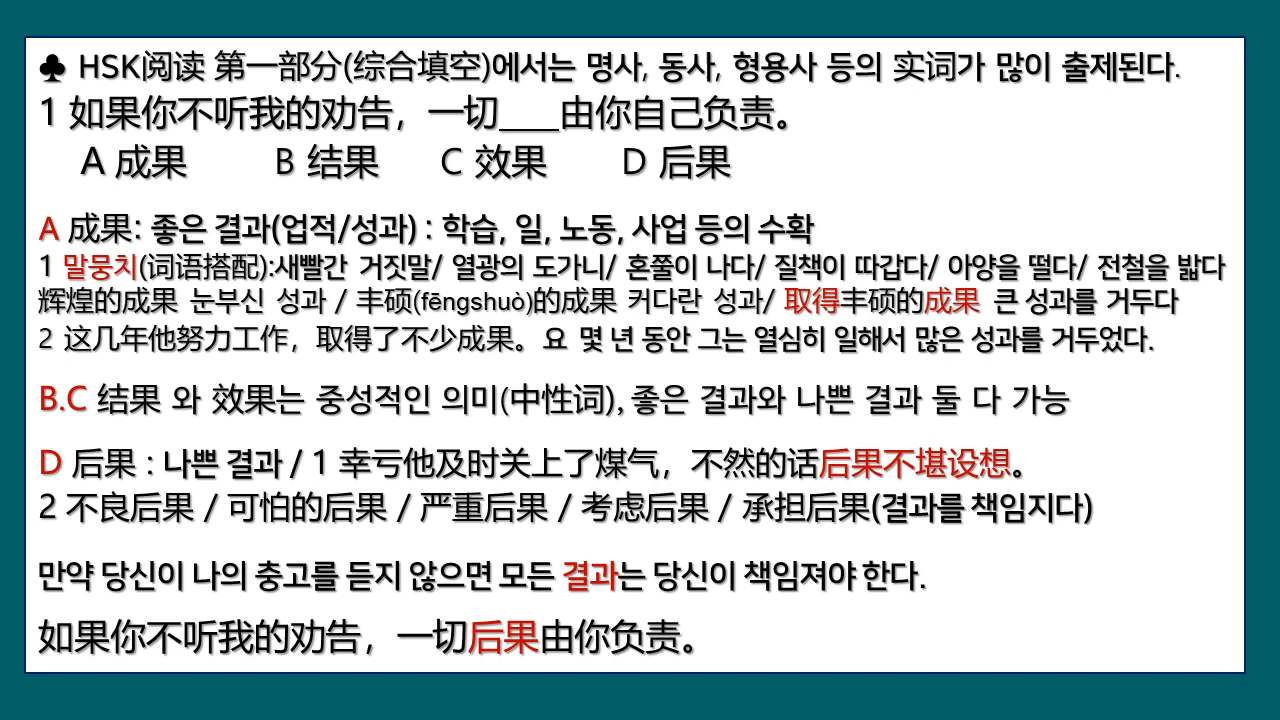 ♣ HSK阅读 第一部分(综合填空)에서는 명사, 동사, 형용사 등의 实词가 많이 출제된다.
1 如果你不听我的劝告，一切___由你自己负责。
A 成果 B 结果 C 效果 D 后果
A 成果: 좋은 결과(업적/성과) : 학습, 일, 노동, 사업 등의 수확
1 말뭉치(词语搭配):새빨간 거짓말/ 열광의 도가니/ 혼쭐이 나다/ 질책이 따갑다/ 아양을 떨다/ 전철을 밟다
辉煌的成果 눈부신 성과 / 丰硕(fēngshuò)的成果 커다란 성과/ 取得丰硕的成果 큰 성과를 거두다
2 这几年他努力工作，取得了不少成果。요 몇 년 동안 그는 열심히 일해서 많은 성과를 거두었다.
B.C 结果 와 效果는 중성적인 의미(中性词), 좋은 결과와 나쁜 결과 둘 다 가능
D 后果 : 나쁜 결과 / 1 幸亏他及时关上了煤气，不然的话后果不堪设想。
2 不良后果 / 可怕的后果 / 严重后果 / 考虑后果 / 承担后果(결과를 책임지다)
만약 당신이 나의 충고를 듣지 않으면 모든 결과는 당신이 책임져야 한다.
如果你不听我的劝告，一切后果由你负责。